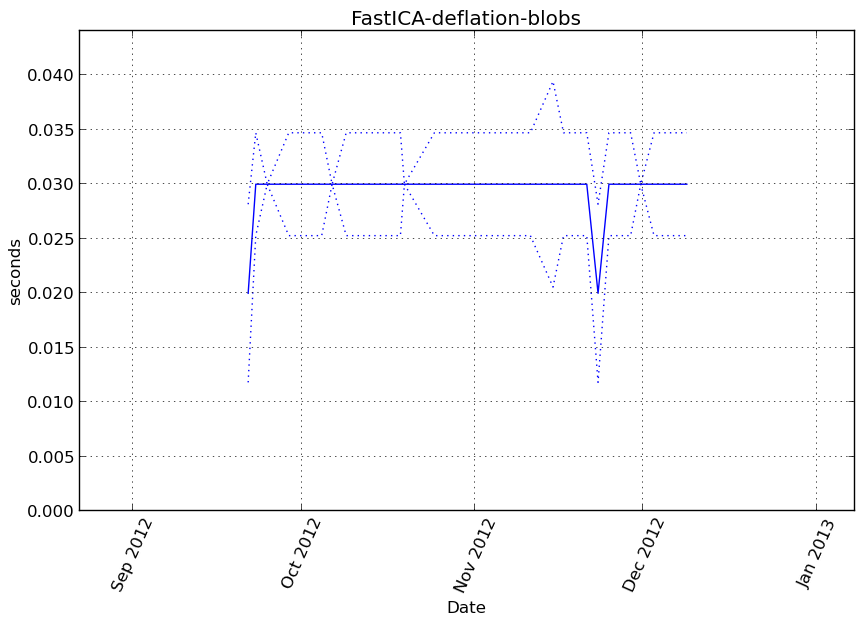 FastICA-deflation-blobs
0.040
0.035
0.030
0.025
0.020
0.015
0.010
0.005
0.000
seconds
Sep 2012
Oct 2012
Nov 2012
Dec 2012
Jan 2013
Date